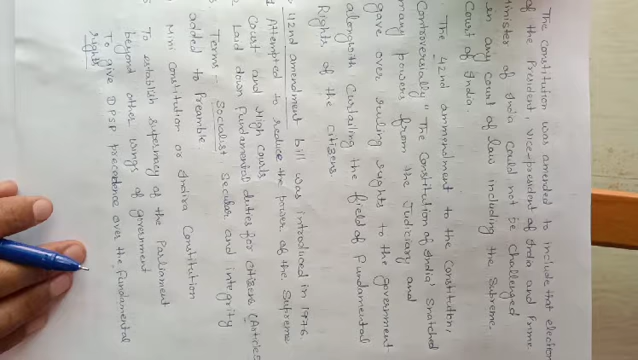 The constitution was amended to include that election
of the President, Vice-president of India and Prime
minister of India could not be challenged
in any court of law including the Supreme
Court of India.
The 42nd ammendment to the Constitution,
Controversially "The Constitution of India" snatched
many powers from the Judiciary and
gave over ruling rights to the government
alongwith curtailing the field of Fundamental
Rights of the citizens.
42nd amendment bill was introduced in 1976
Attempted to reduce the power of the Supreme
Court and High Courts
Laid down Fundamental duties for citizens (Article
Terms - Socialist Secular and integrity
added to Preamble.
Mini Constitution or Indira Constitution
To establish supremacy of the Parliament
beyond other wings of government
To give DPSP precedence over the Fundamental
rights